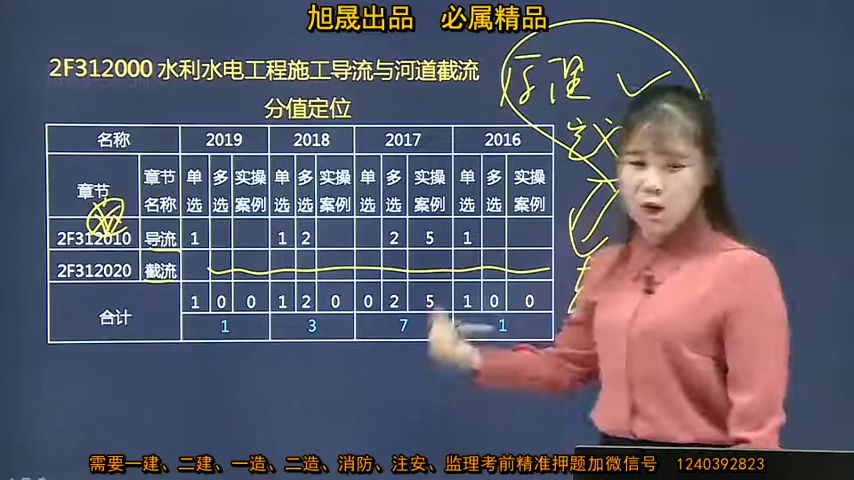 旭晟出品 必属精品
2F312000 水利水电工程施工导流与河道截流
分值定位
名称 2019 2018 2017 2016
章节 章节名称 单选 多选 实操案例 单选 多选 实操案例 单选 多选 实操案例 单选 多选 实操案例
2F312010 导流 1 1 2 2 5 1
2F312020 截流
合计 1 0 0 1 2 0 0 2 5 1 0 0
1 3 7 1
原理
需要一建、二建、一造、二造、消防、注安、监理考前精准押题加微信号 1240392823